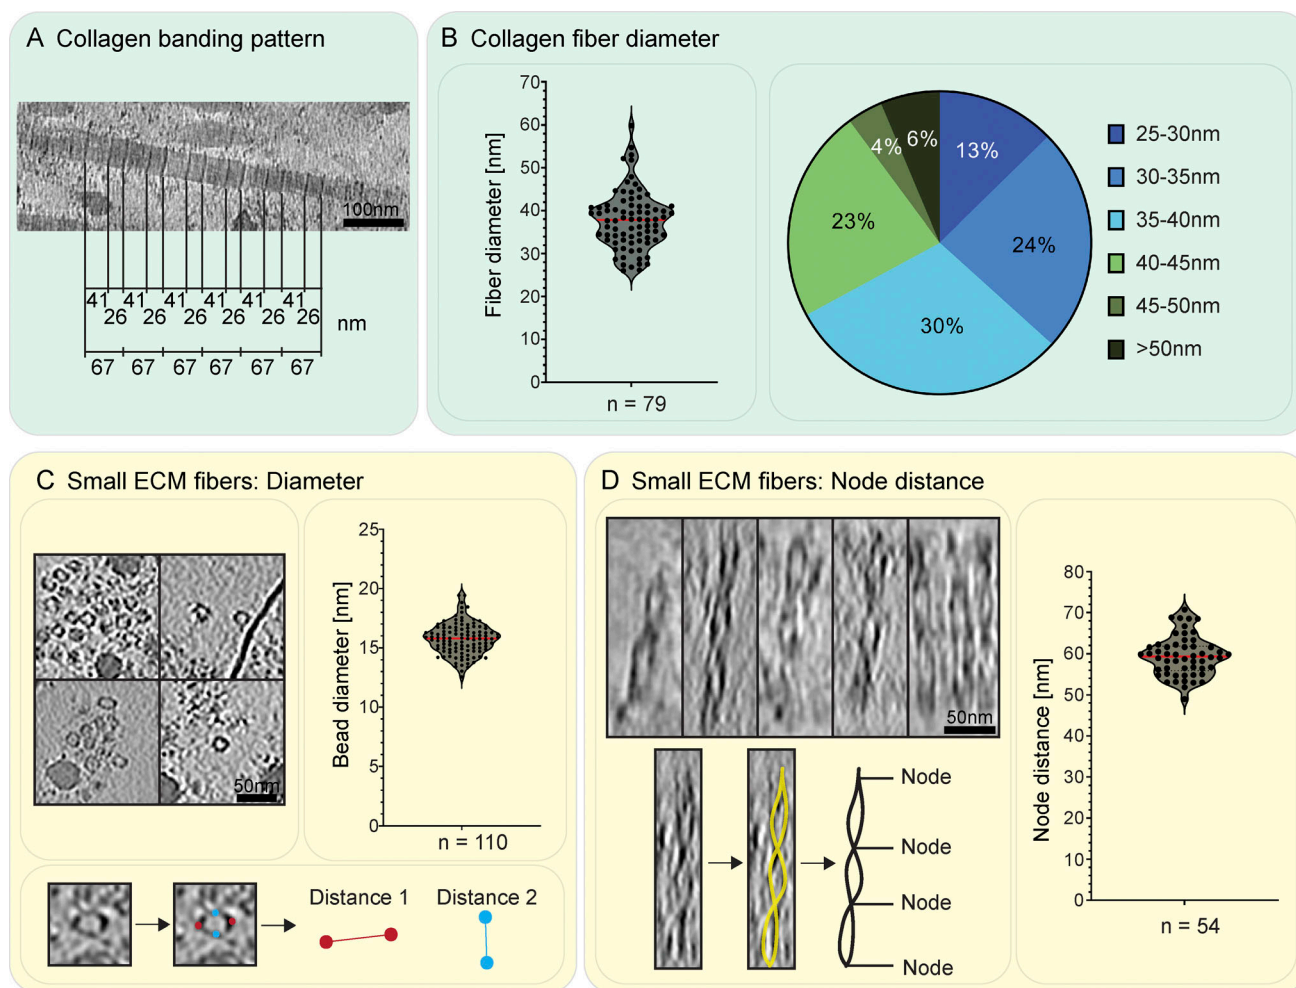 A Collagen banding pattern
100nm
41 41 41 41 41 41
26 26 26 26 26 26
nm
67 67 67 67 67 67
B Collagen fiber diameter
Fiber diameter [nm]
70
60
50
40
30
20
10
0
n = 79
13%
24%
30%
23%
4%
6%
25-30nm
30-35nm
35-40nm
40-45nm
45-50nm
>50nm
C Small ECM fibers: Diameter
50nm
Bead diameter [nm]
25
20
15
10
5
0
n = 110
Distance 1
Distance 2
D Small ECM fibers: Node distance
50nm
Node
Node
Node
Node
Node distance [nm]
80
70
60
50
40
30
20
10
0
n = 54